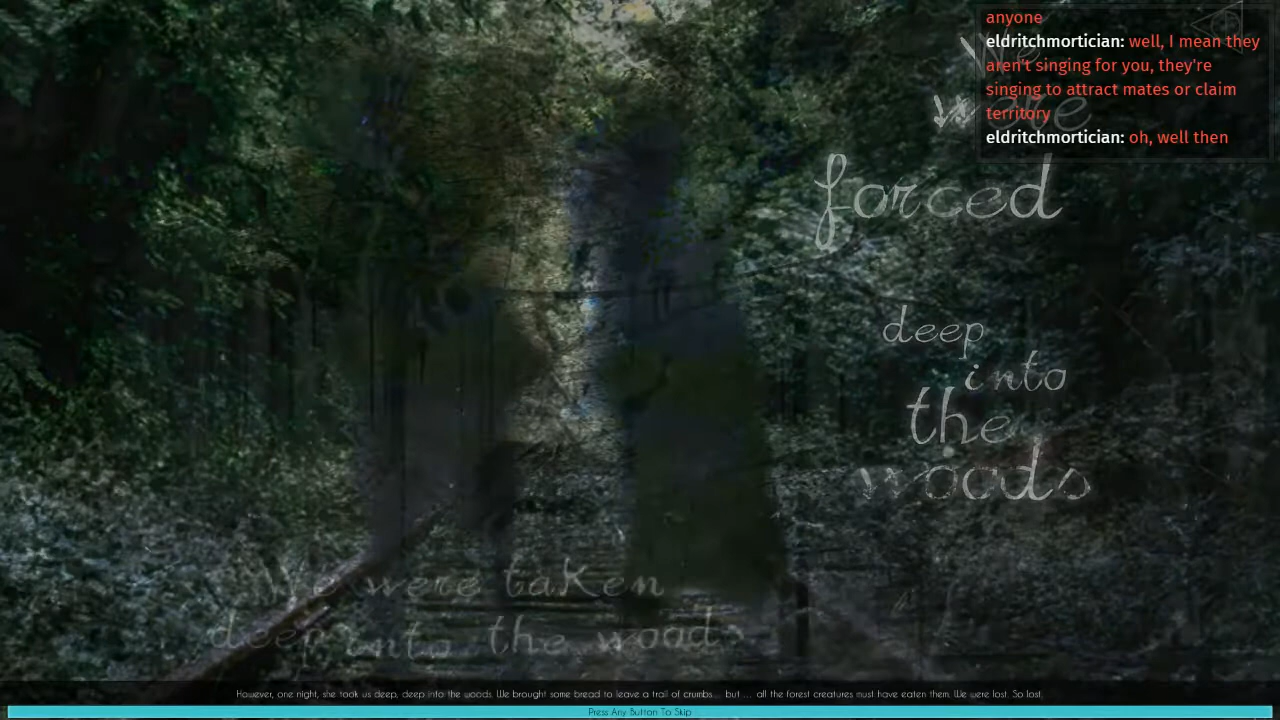 anyone
eldritchmortician: well, I mean they
aren't singing for you, they're
singing to attract mates or claim
territory
eldritchmortician: oh, well then
We
were
forced
deep
into
the
woods
We were taken
deep into the woods
However, one night, she took us deep, deep into the woods. We brought some bread to leave a trail of crumbs... but ... all the forest creatures must have eaten them. We were lost. So lost.
Press Any Button To Skip